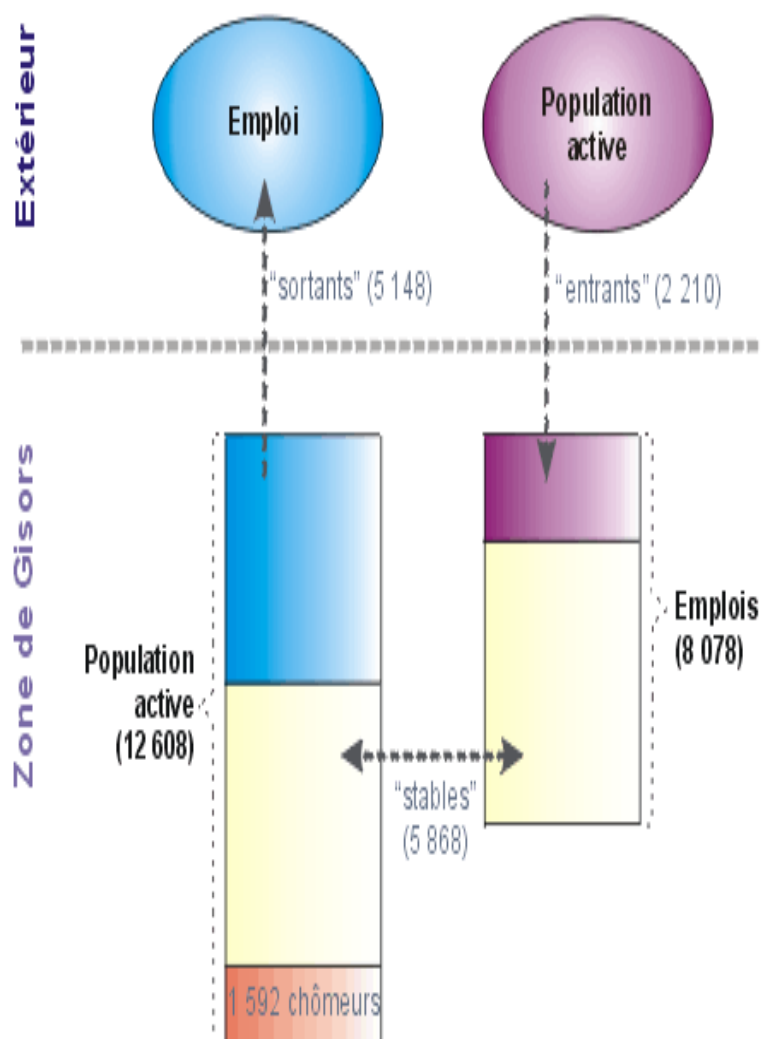 Extérieur
Emploi
Population
active
“sortants” (5 148)
“entrants” (2 210)
Zone de Gisors
Population
active
(12 608)
Emplois
(8 078)
“stables”
(5 868)
1 592 chômeurs